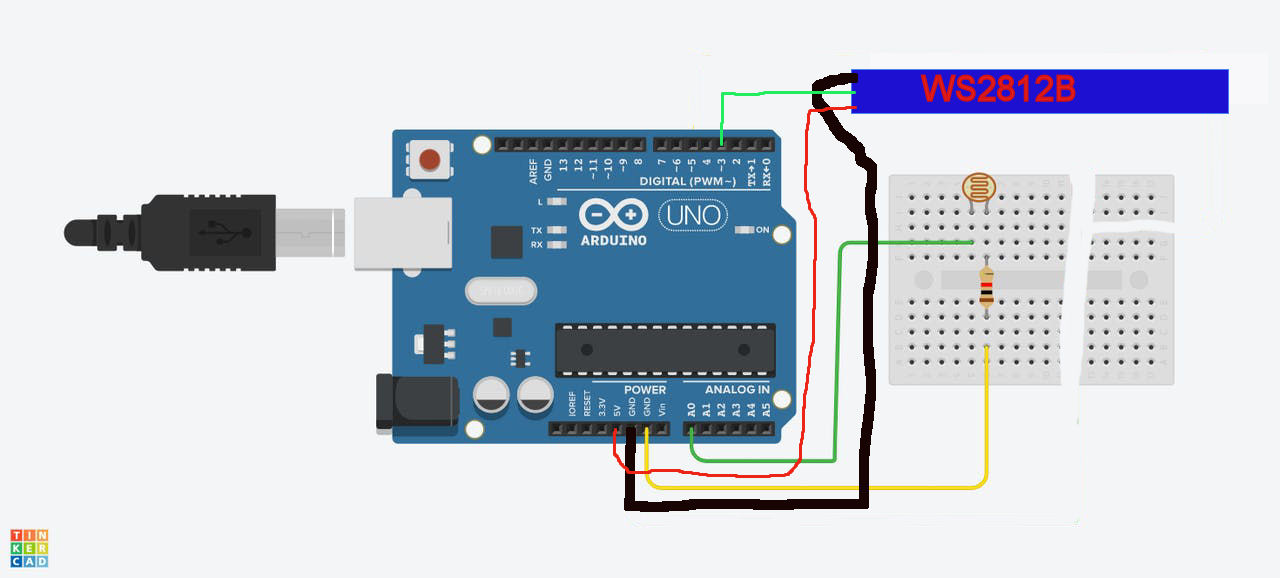 WS2812B
AREF
GND
13
12
~11
~10
~9
8
7
~6
~5
4
~3
2
TX→1
RX←0
DIGITAL (PWM~)
L
TX
RX
ARDUINO
UNO
ON
POWER
ANALOG IN
IOREF
RESET
3.3V
5V
GND
GND
Vin
A0
A1
A2
A3
A4
A5
TIN
KER
CAD